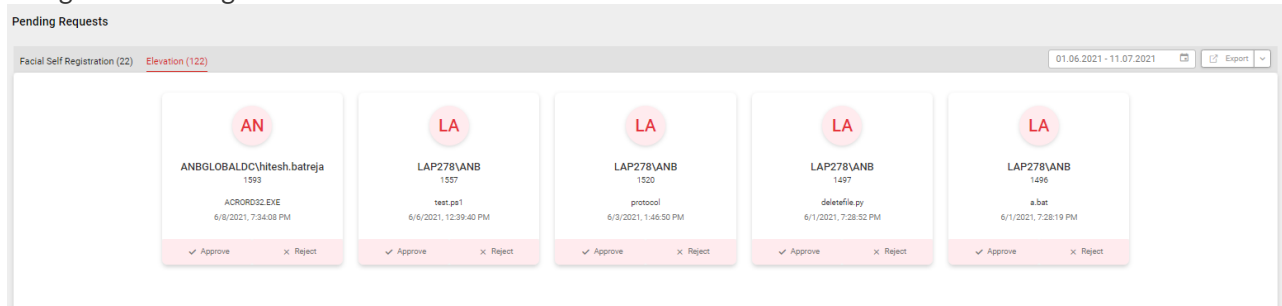 Pending Requests
Facial Self Registration (22) Elevation (122) 01.06.2021 - 11.07.2021 Export
AN LA LA LA LA
ANBGLOBALDC\hitesh.batreja LAP278\ANB LAP278\ANB LAP278\ANB LAP278\ANB
1593 1557 1520 1497 1496
ACRORD32.EXE test.ps1 protocol deletefile.py a.bat
6/8/2021, 7:34:08 PM 6/6/2021, 12:39:40 PM 6/3/2021, 1:46:50 PM 6/1/2021, 7:28:52 PM 6/1/2021, 7:28:19 PM
Approve Reject Approve Reject Approve Reject Approve Reject Approve Reject